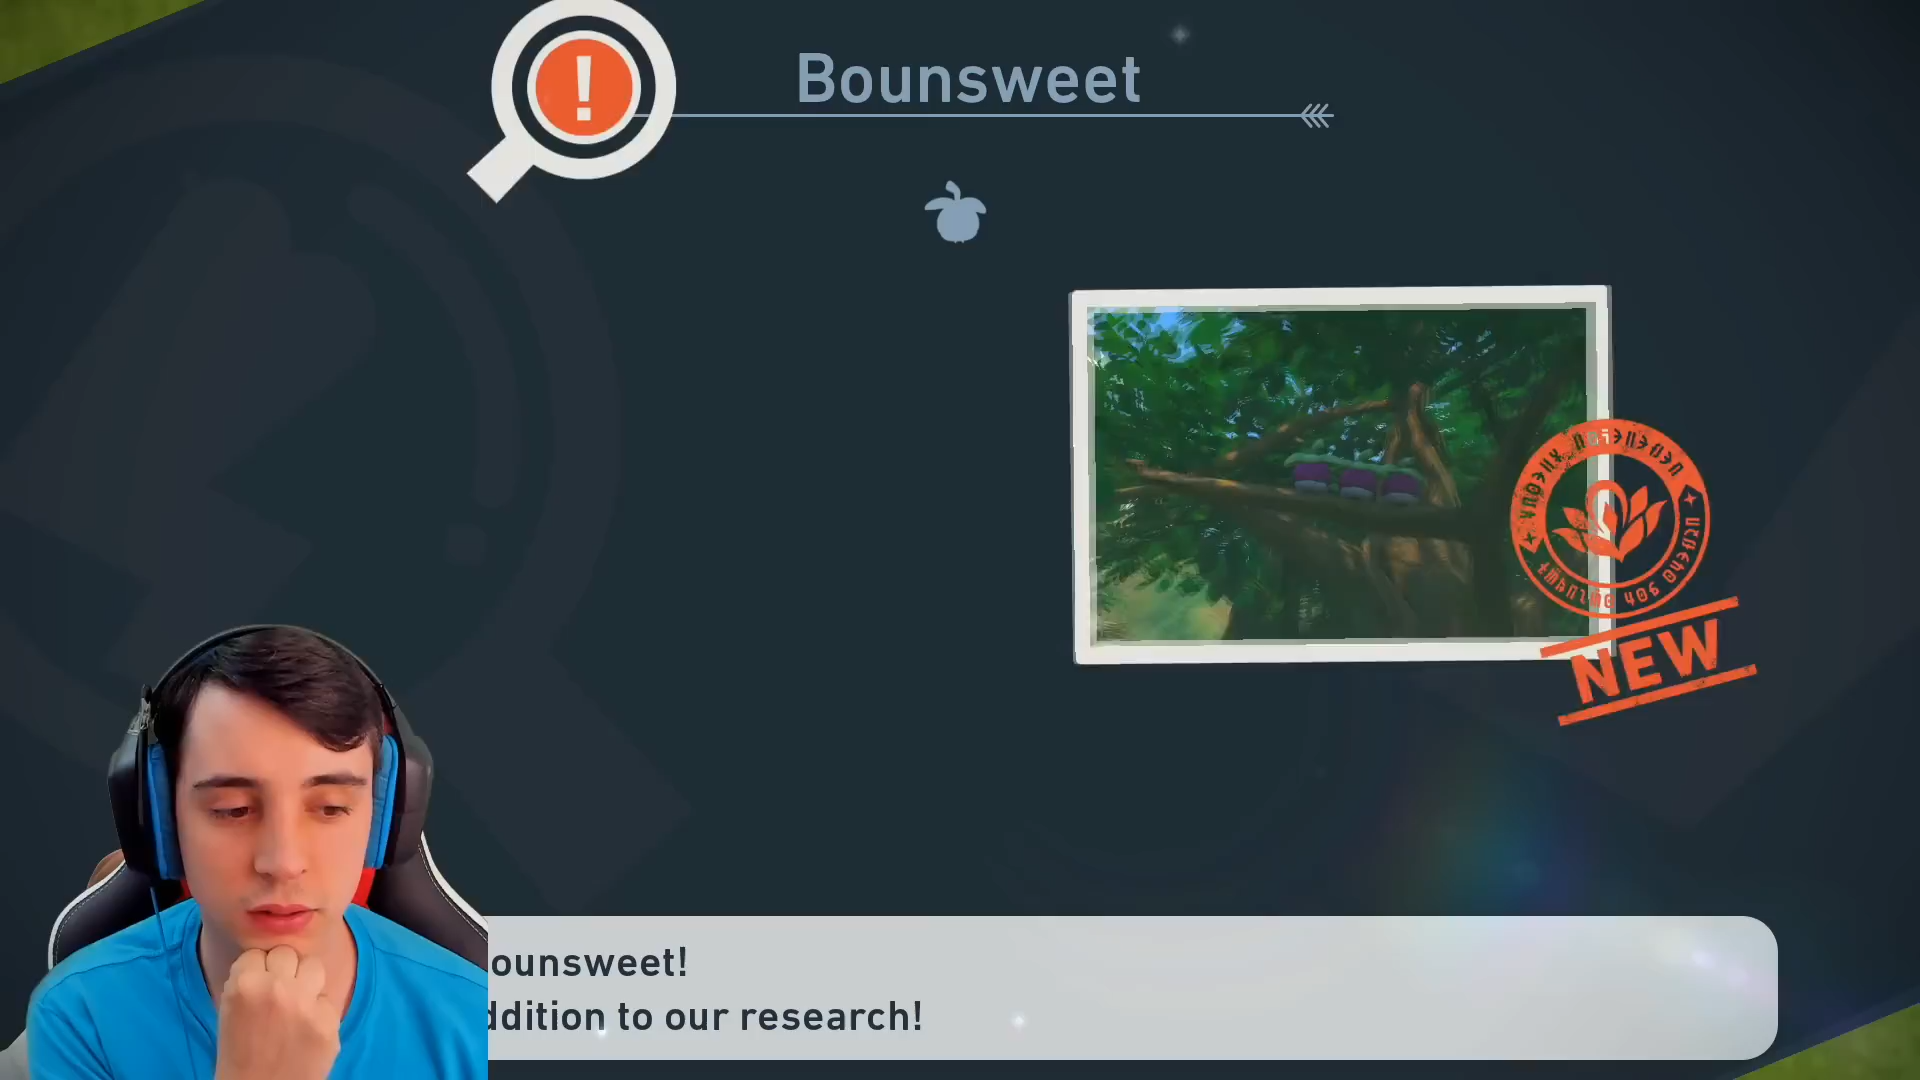 !
Bounsweet
NEW
ounsweet!
ddition to our research!